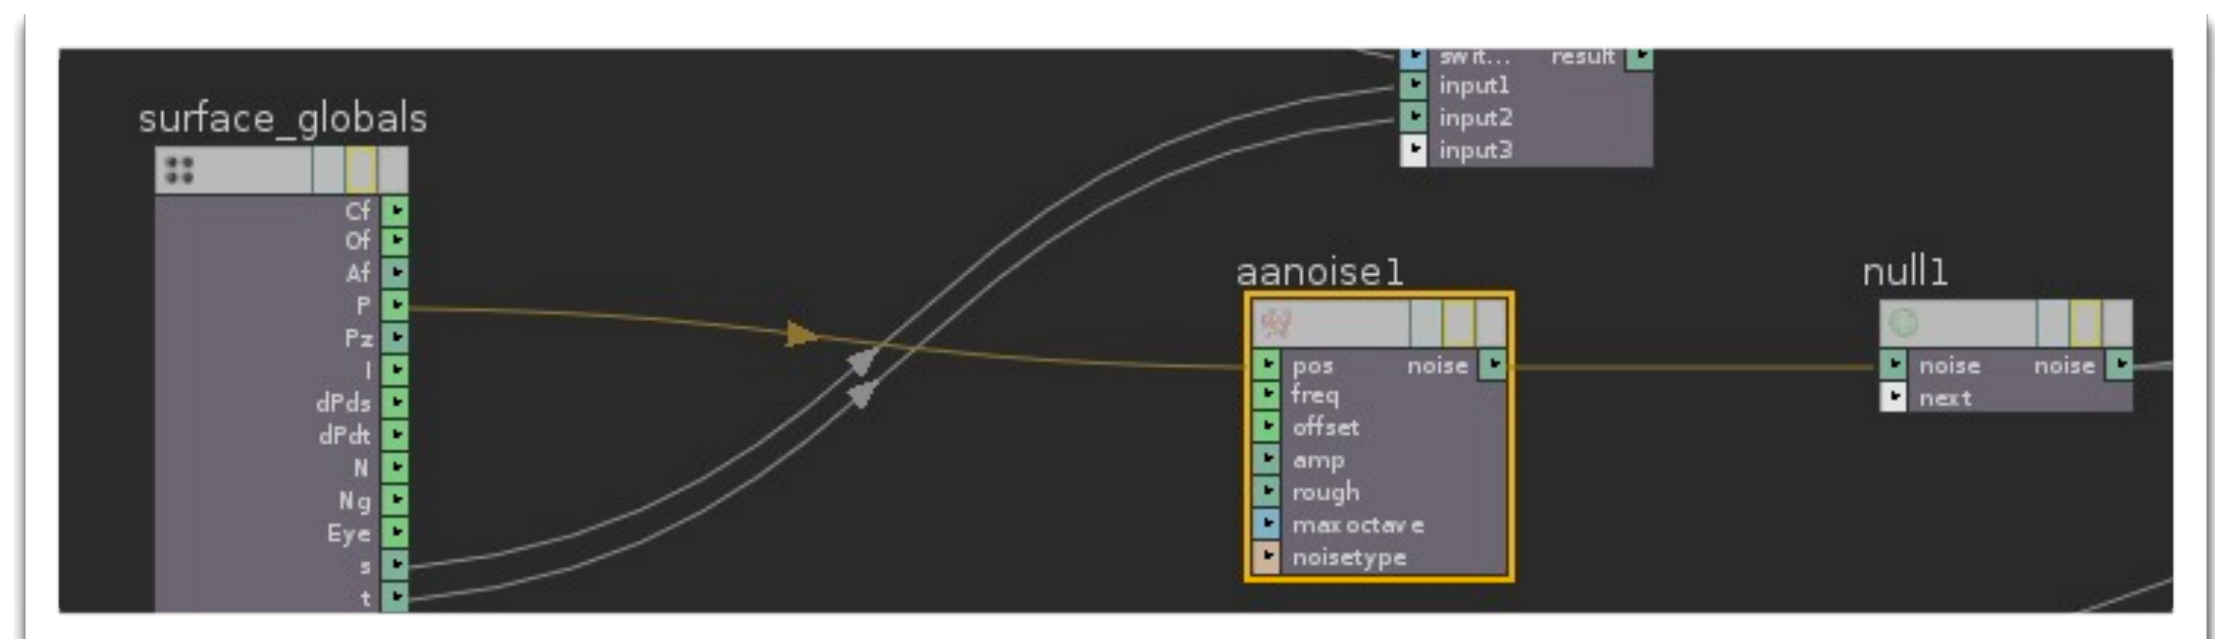 surface_globals
Cf
Of
Af
P
Pz
I
dPds
dPdt
N
Ng
Eye
s
t
swit... result
input1
input2
input3
aanoise1
pos noise
freq
offset
amp
rough
maxoctave
noisetype
null1
noise noise
next